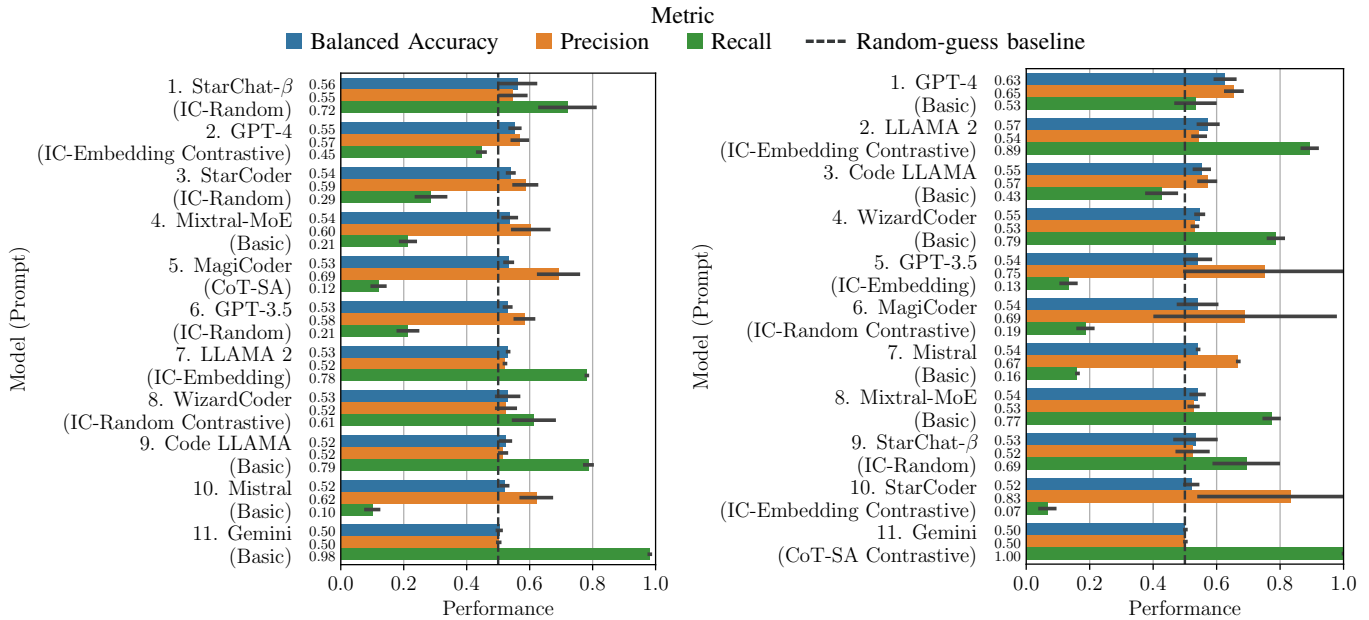 Metric
Balanced Accuracy Precision Recall Random-guess baseline
Model (Prompt)
1. StarChat-β 0.56
0.55
(IC-Random) 0.72
2. GPT-4 0.55
0.57
(IC-Embedding Contrastive) 0.45
3. StarCoder 0.54
0.59
(IC-Random) 0.29
4. Mixtral-MoE 0.54
0.60
(Basic) 0.21
5. MagiCoder 0.53
0.69
(CoT-SA) 0.12
6. GPT-3.5 0.53
0.58
(IC-Random) 0.21
7. LLAMA 2 0.53
0.52
(IC-Embedding) 0.78
8. WizardCoder 0.53
0.52
(IC-Random Contrastive) 0.61
9. Code LLAMA 0.52
0.52
(Basic) 0.79
10. Mistral 0.52
0.62
(Basic) 0.10
11. Gemini 0.50
0.50
(Basic) 0.98
0.0 0.2 0.4 0.6 0.8 1.0
Performance
Model (Prompt)
1. GPT-4 0.63
0.65
(Basic) 0.53
2. LLAMA 2 0.57
0.54
(IC-Embedding Contrastive) 0.89
3. Code LLAMA 0.55
0.57
(Basic) 0.43
4. WizardCoder 0.55
0.53
(Basic) 0.79
5. GPT-3.5 0.54
0.75
(IC-Embedding) 0.13
6. MagiCoder 0.54
0.69
(IC-Random Contrastive) 0.19
7. Mistral 0.54
0.67
(Basic) 0.16
8. Mixtral-MoE 0.54
0.53
(Basic) 0.77
9. StarChat-β 0.53
0.52
(IC-Random) 0.69
10. StarCoder 0.52
0.83
(IC-Embedding Contrastive) 0.07
11. Gemini 0.50
0.50
(CoT-SA Contrastive) 1.00
0.0 0.2 0.4 0.6 0.8 1.0
Performance